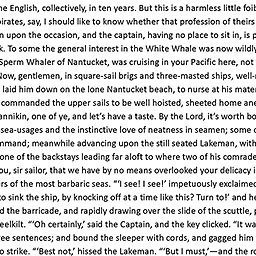 he English, collectively, in ten years. But this is a harmless little foib
pirates, say, I should like to know whether that profession of theirs
n upon the occasion, and the captain, having no place to sit in, is p
k. To some the general interest in the White Whale was now wildly
Sperm Whaler of Nantucket, was cruising in your Pacific here, not
Now, gentlemen, in square-sail brigs and three-masted ships, well-n
laid him down on the lone Nantucket beach, to nurse at his mater
commanded the upper sails to be well hoisted, sheeted home ane
annikin, one of ye, and let's have a taste. By the Lord, it's worth bo
sea-usages and the instinctive love of neatness in seamen; some o
mmand; meanwhile advancing upon the still seated Lakeman, with
one of the backstays leading far aloft to where two of his comrade
ou, sir sailor, that we have by no means overlooked your delicacy i
rs of the most barbaric seas. “‘I see! I see!’ impetuously exclaimed
to sink the ship, by knocking off at a time like this? Turn to!’ and he
d the barricade, and rapidly drawing over the slide of the scuttle, p
eelkilt. “‘Oh certainly,’ said the Captain, and the key clicked. “It wa
ree sentences; and bound the sleeper with cords, and gagged him
o strike. “‘Best not,’ hissed the Lakeman. “‘But I must,’—and the ro